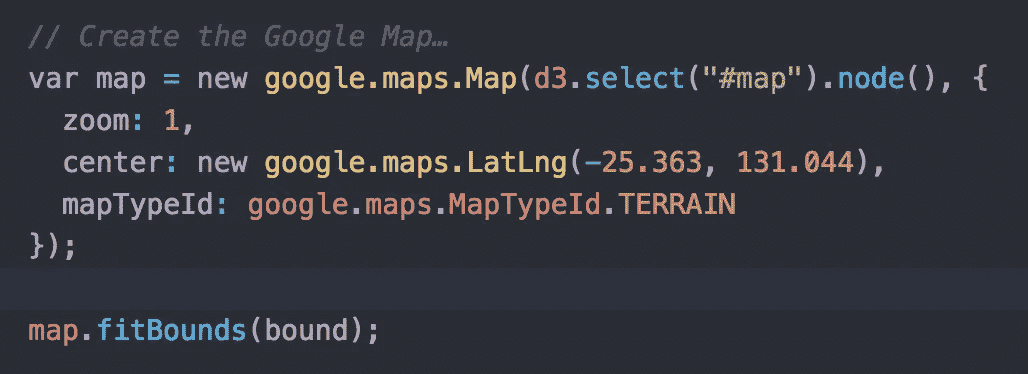 // Create the Google Map…
var map = new google.maps.Map(d3.select("#map").node(), {
  zoom: 1,
  center: new google.maps.LatLng(−25.363, 131.044),
  mapTypeId: google.maps.MapTypeId.TERRAIN
});
map.fitBounds(bound);